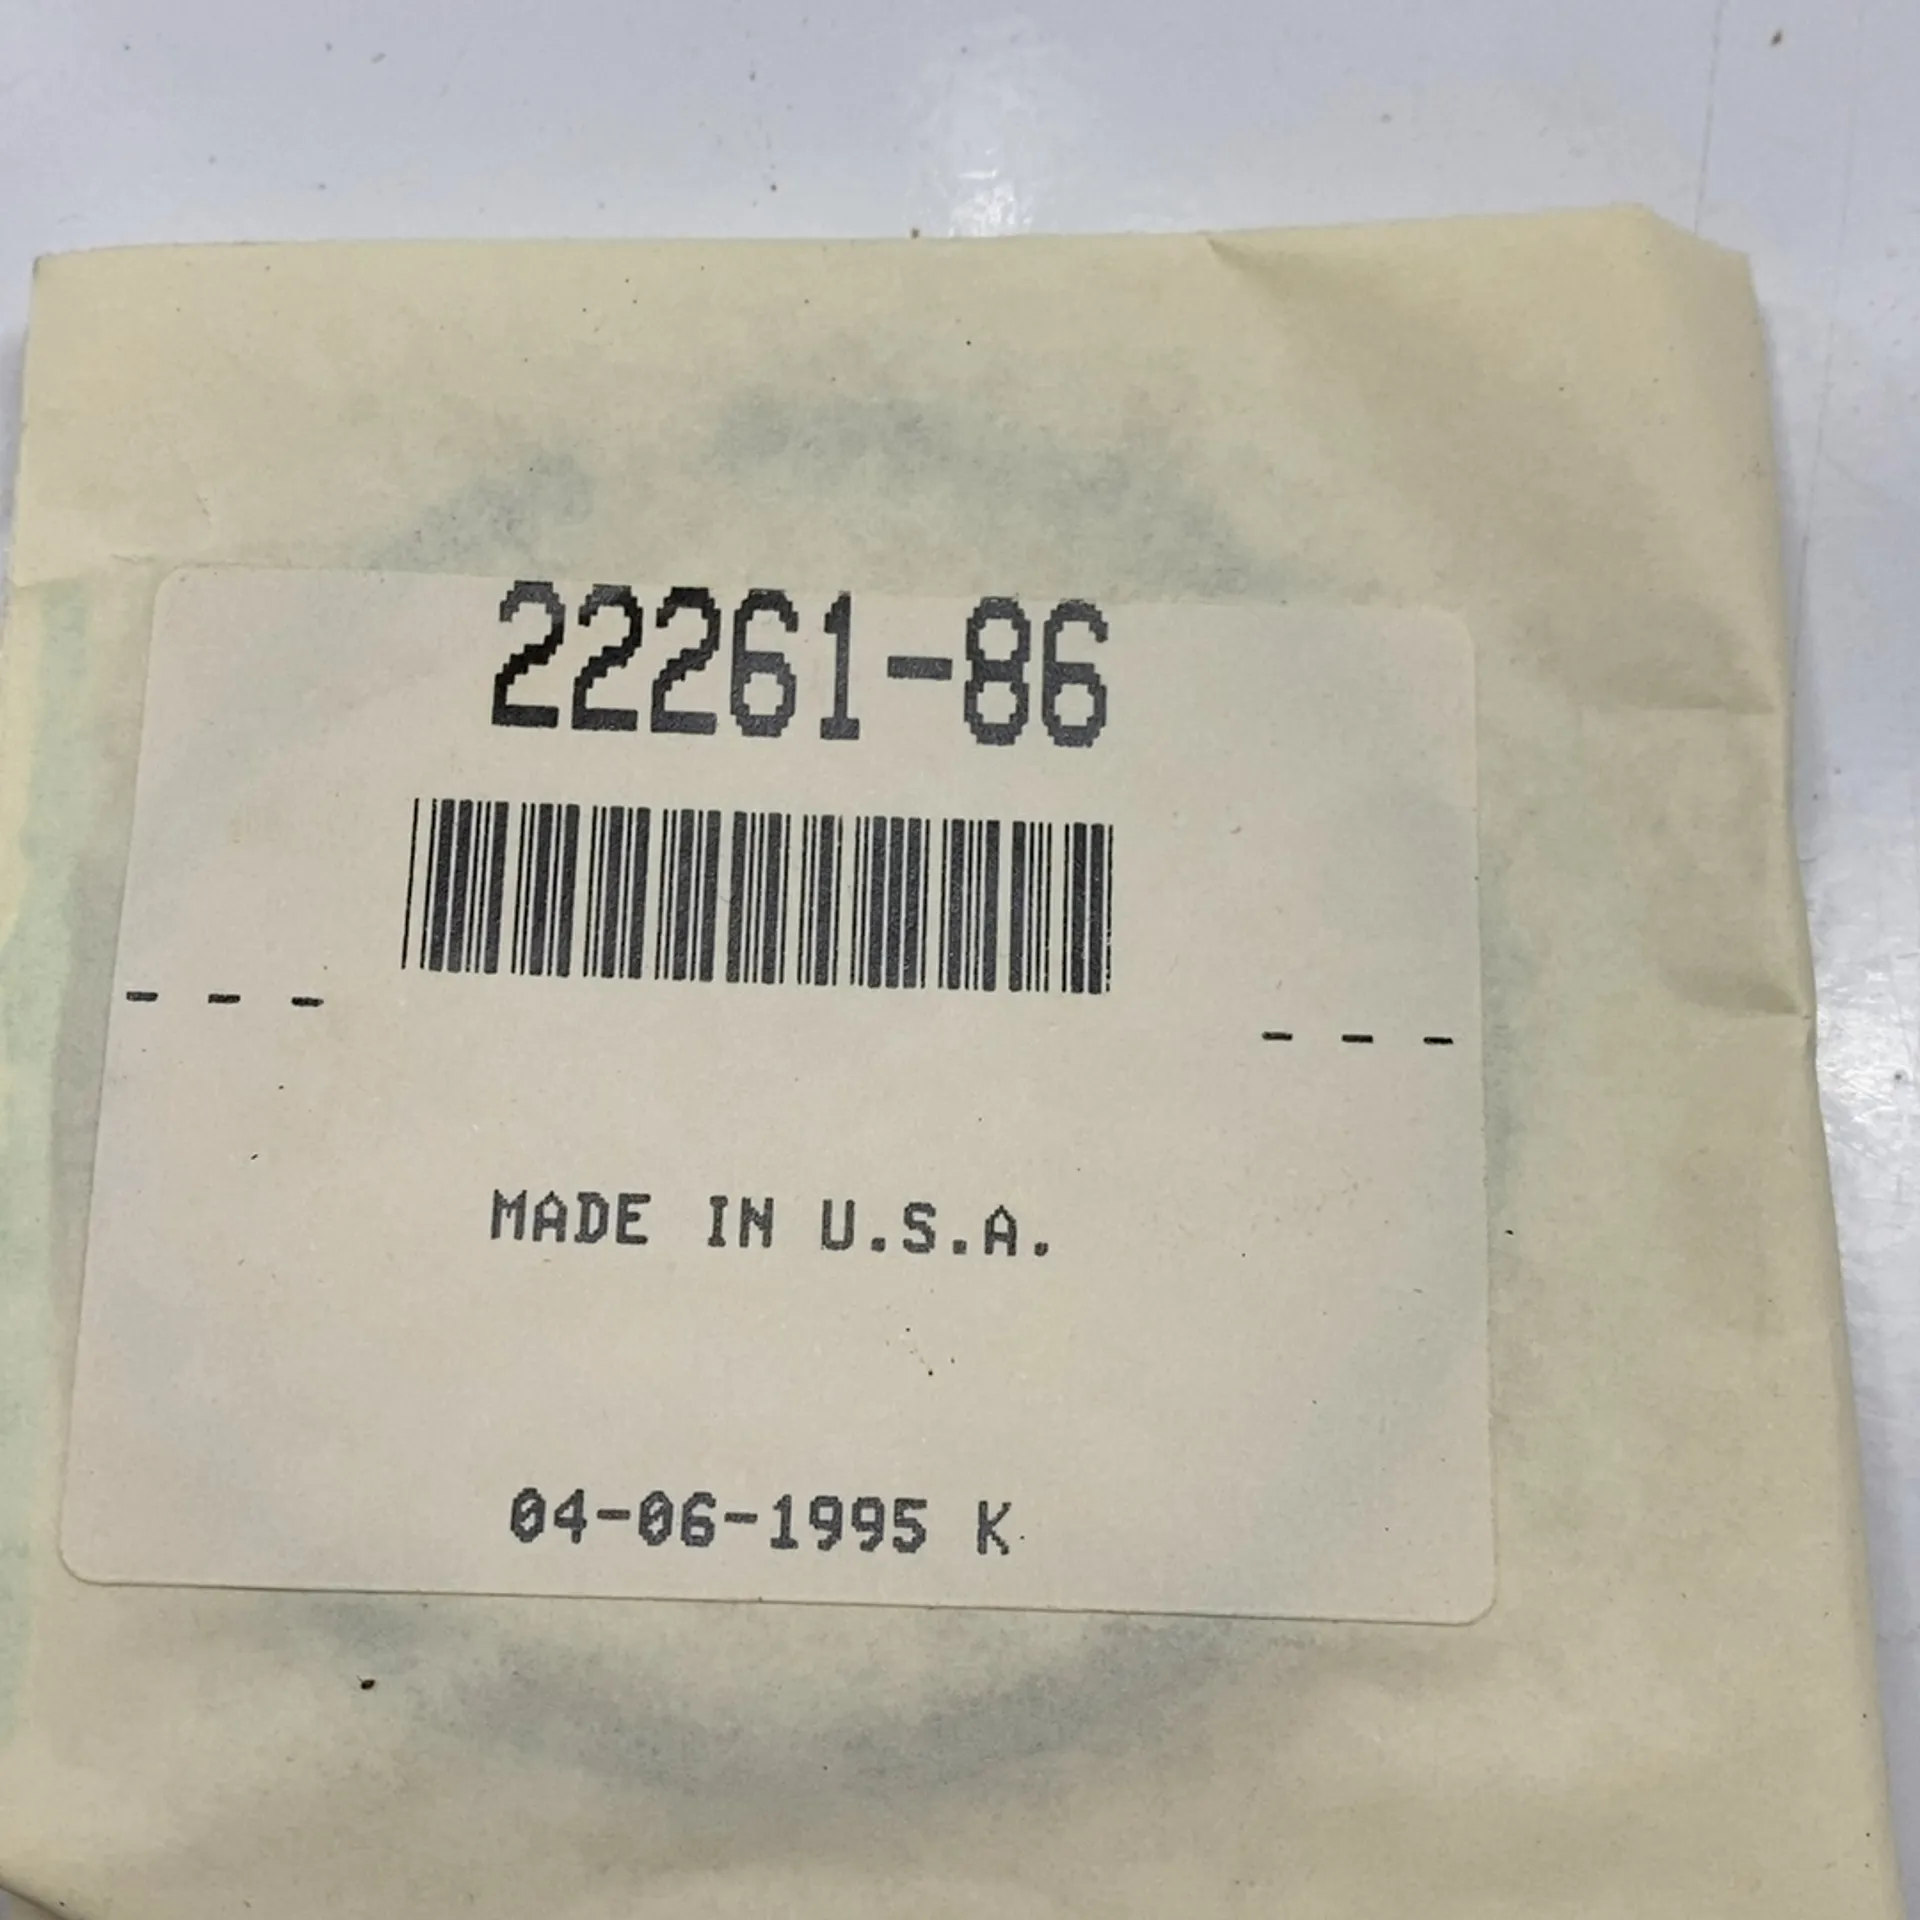 22261-86
- - -
- - -
MADE IN U.S.A.
04-06-1995 K